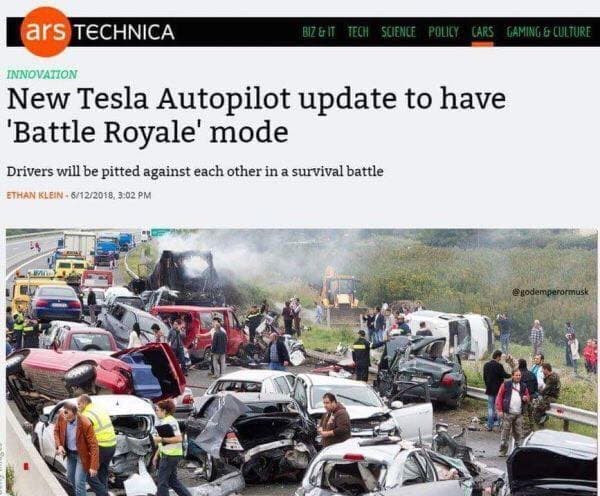 ars TECHNICA
BIZ & IT TECH SCIENCE POLICY CARS GAMING & CULTURE
INNOVATION
New Tesla Autopilot update to have
'Battle Royale' mode
Drivers will be pitted against each other in a survival battle
ETHAN KLEIN - 6/12/2018, 3:02 PM
@godemperormusk